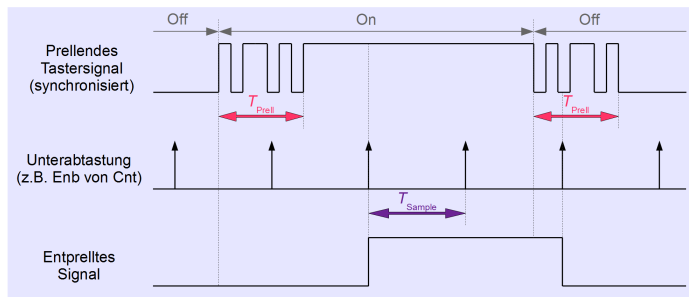 Off
On
Off
Prellendes
Tastersignal
(synchronisiert)
TPrell
TPrell
Unterabtastung
(z.B. Enb von Cnt)
TSample
Entprelltes
Signal